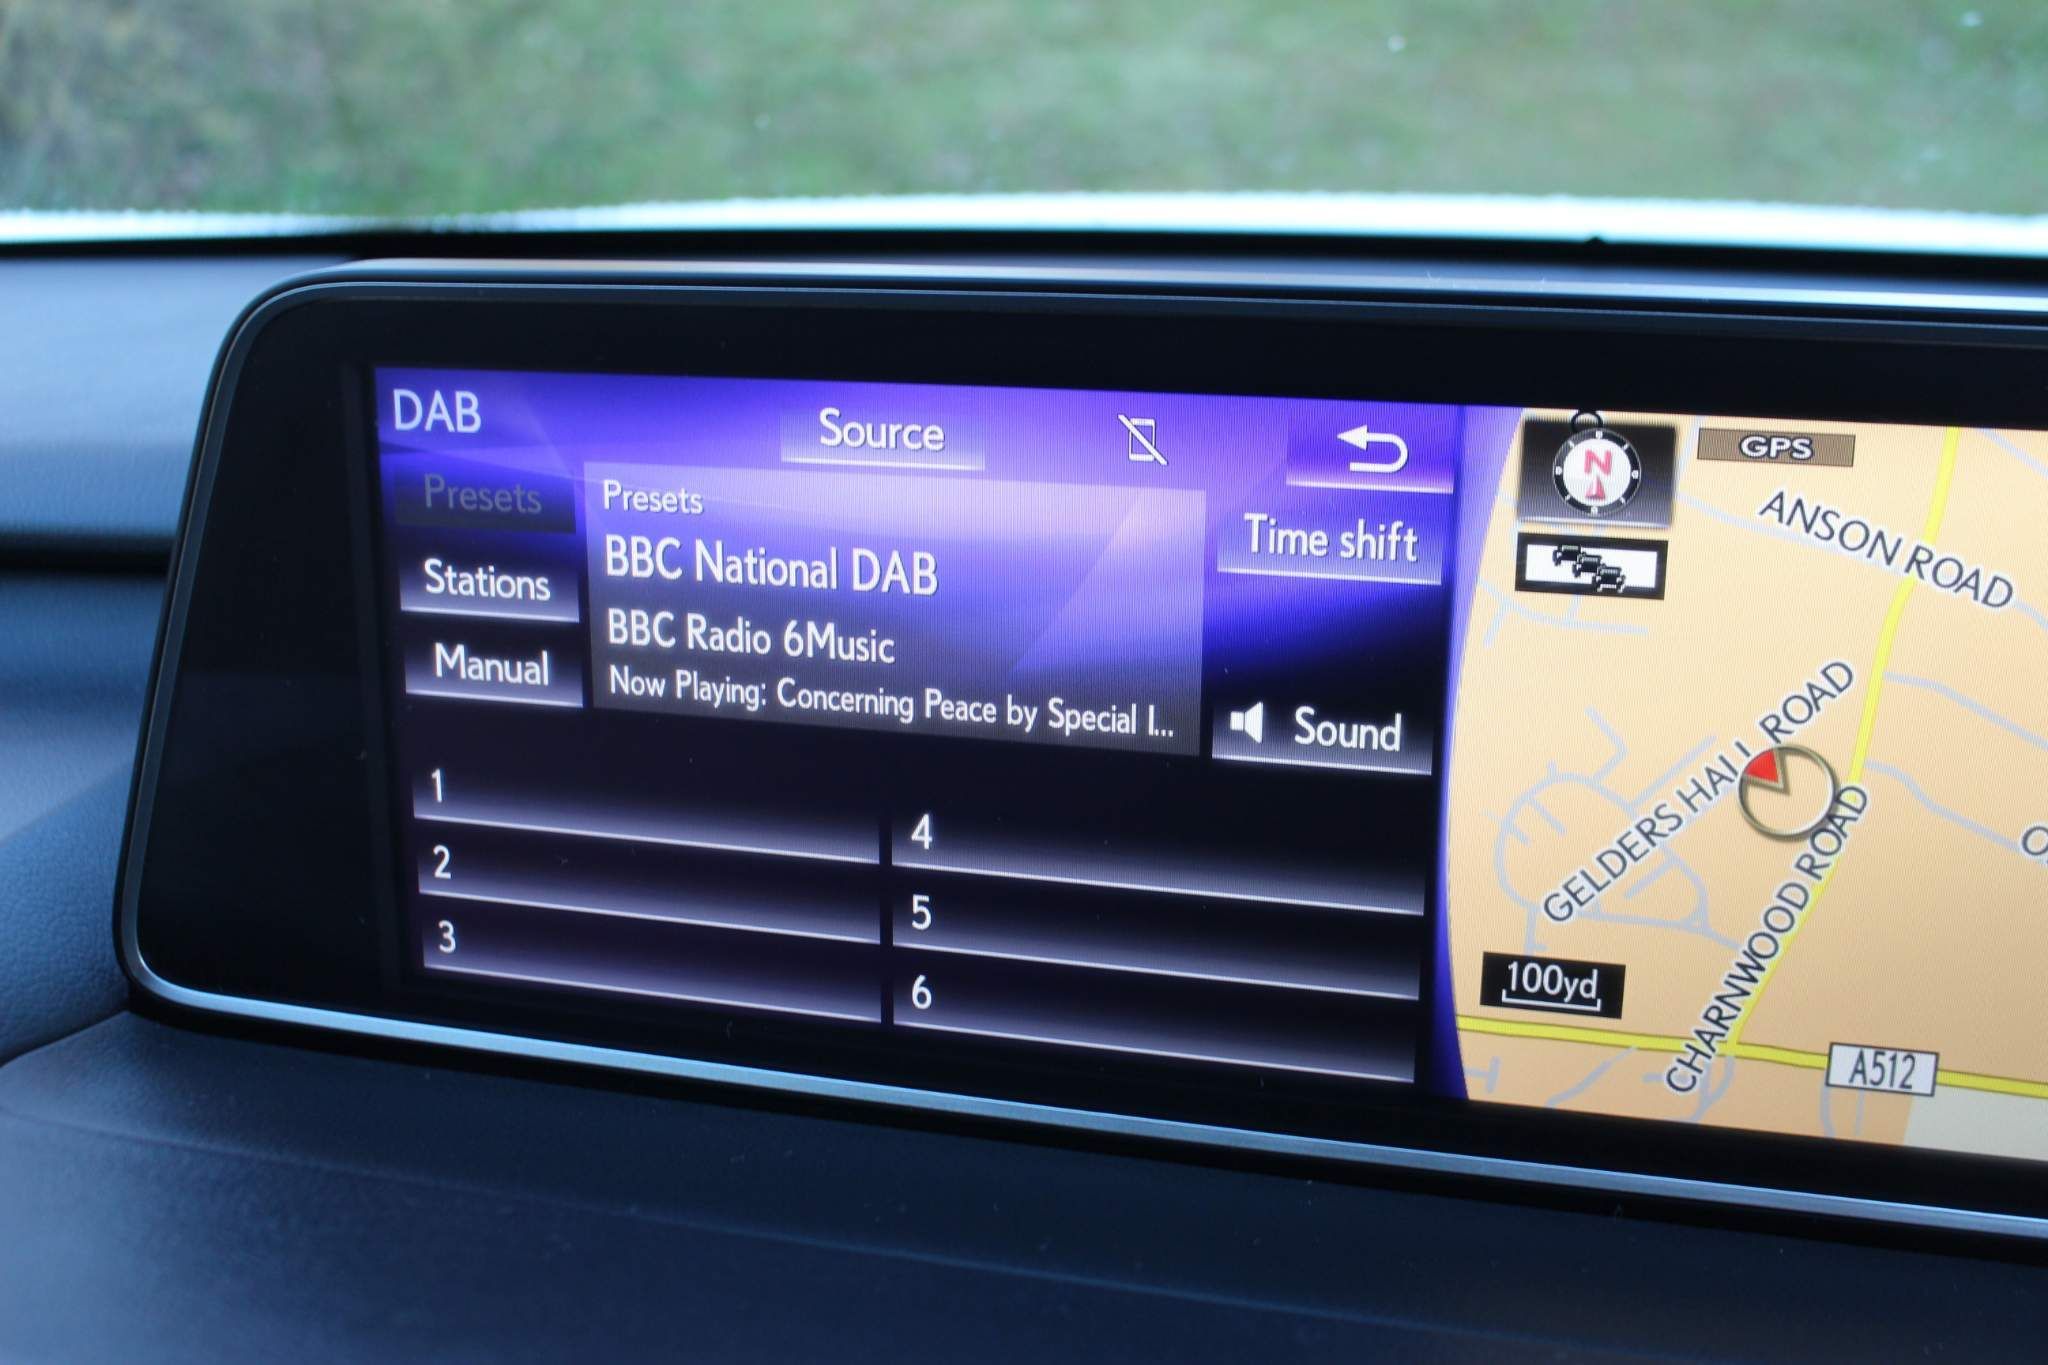 DAB
Source
Presets
Stations
Manual
Presets
BBC National DAB
BBC Radio 6Music
Now Playing: Concerning Peace by Special I...
Time shift
Sound
1
2
3
4
5
6
N
GPS
ANSON ROAD
GELDERS HALL ROAD
CHARNWOOD ROAD
100yd
A512